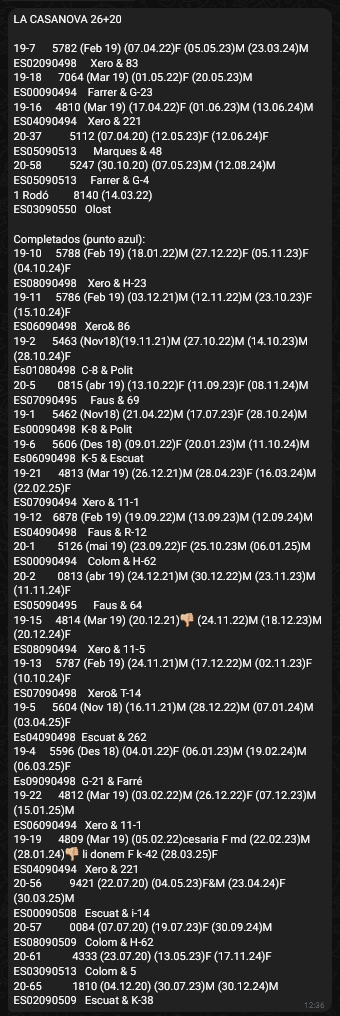 LA CASANOVA 26+20
19-7 5782 (Feb 19) (07.04.22)F (05.05.23)M (23.03.24)M
ES02090498 Xero & 83
19-18 7064 (Mar 19) (01.05.22)F (20.05.23)M
ES00090494 Farrer & G-23
19-16 4810 (Mar 19) (17.04.22)F (01.06.23)M (13.06.24)M
ES04090494 Xero & 221
20-37 5112 (07.04.20) (12.05.23)F (12.06.24)F
ES05090513 Marques & 48
20-58 5247 (30.10.20) (07.05.23)M (12.08.24)M
ES05090513 Farrer & G-4
1 Rodó 8140 (14.03.22)
ES03090550 Olost
Completados (punto azul):
19-10 5788 (Feb 19) (18.01.22)M (27.12.22)F (05.11.23)F
(04.10.24)F
ES08090498 Xero & H-23
19-11 5786 (Feb 19) (03.12.21)M (12.11.22)M (23.10.23)F
(15.10.24)F
ES06090498 Xero& 86
19-2 5463 (Nov18)(19.11.21)M (27.10.22)M (14.10.23)M
(28.10.24)F
Es01080498 C-8 & Polit
20-5 0815 (abr 19) (13.10.22)F (11.09.23)F (08.11.24)M
ES07090495 Faus & 69
19-1 5462 (Nov18) (21.04.22)M (17.07.23)F (28.10.24)M
Es00090498 K-8 & Polit
19-6 5606 (Des 18) (09.01.22)F (20.01.23)M (11.10.24)M
Es06090498 K-5 & Escuat
19-21 4813 (Mar 19) (26.12.21)M (28.04.23)F (16.03.24)M
(22.02.25)F
ES07090494 Xero & 11-1
19-12 6878 (Feb 19) (19.09.22)M (13.09.23)M (12.09.24)M
ES04090498 Faus & R-12
20-1 5126 (mai 19) (23.09.22)F (25.10.23M (06.01.25)M
ES00090494 Colom & H-62
20-2 0813 (abr 19) (24.12.21)M (30.12.22)M (23.11.23)M
(11.11.24)F
ES05090495 Faus & 64
19-15 4814 (Mar 19) (20.12.21)👎🏼 (24.11.22)M (18.12.23)M
(20.12.24)F
ES08090494 Xero & 11-5
19-13 5787 (Feb 19) (24.11.21)M (17.12.22)M (02.11.23)F
(10.10.24)F
ES07090498 Xero& T-14
19-5 5604 (Nov 18) (16.11.21)M (28.12.22)M (07.01.24)M
(03.04.25)F
Es04090498 Escuat & 262
19-4 5596 (Des 18) (04.01.22)F (06.01.23)M (19.02.24)M
(06.03.25)F
Es09090498 G-21 & Farré
19-22 4812 (Mar 19) (03.02.22)M (26.12.22)F (07.12.23)M
(15.01.25)M
ES06090494 Xero & 11-1
19-19 4809 (Mar 19) (05.02.22)cesaria F md (22.02.23)M
(28.01.24)👎🏼 li donem F k-42 (28.03.25)F
ES04090494 Xero & 221
20-56 9421 (22.07.20) (04.05.23)F&M (23.04.24)F
(30.03.25)M
ES00090508 Escuat & i-14
20-57 0084 (07.07.20) (19.07.23)F (30.09.24)M
ES08090509 Colom & H-62
20-61 4333 (23.07.20) (13.05.23)F (17.11.24)F
ES03090513 Colom & 5
20-65 1810 (04.12.20) (30.07.23)M (30.12.24)M
ES02090509 Escuat & K-38
12:36